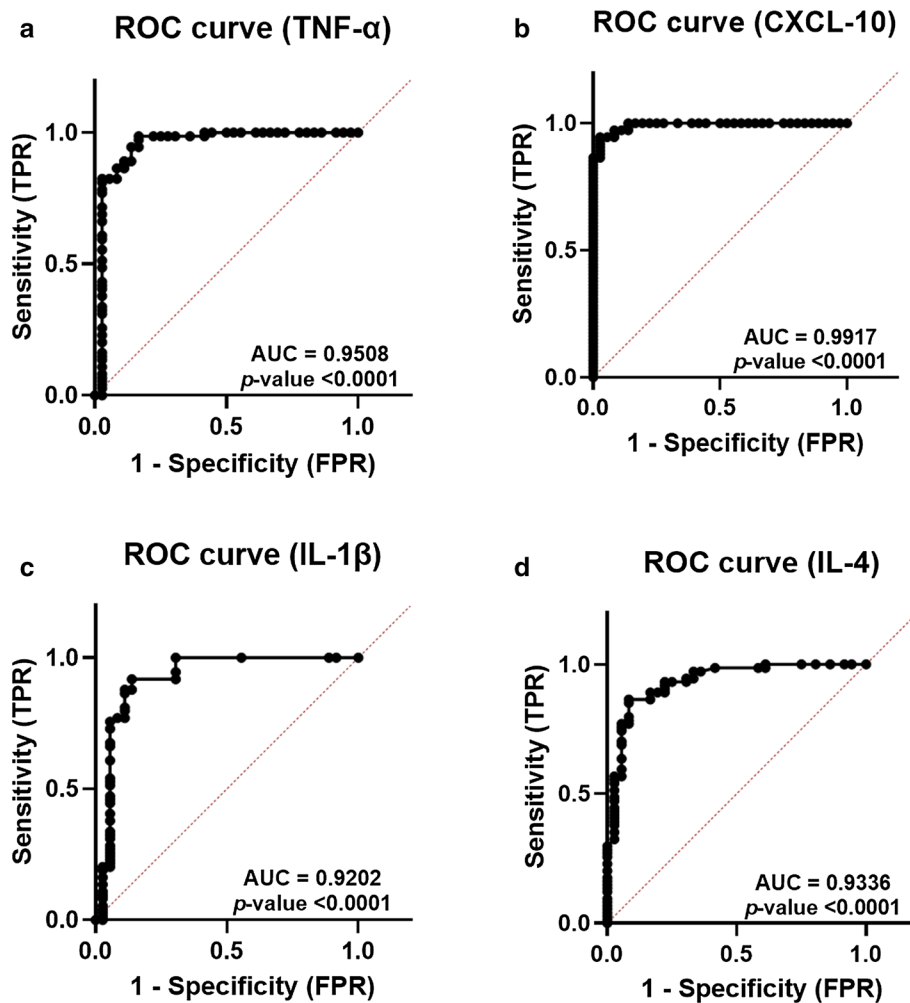 a
ROC curve (TNF-α)
Sensitivity (TPR)
1.0
0.5
0.0
AUC = 0.9508
p-value <0.0001
0.0 0.5 1.0
1 - Specificity (FPR)
b
ROC curve (CXCL-10)
Sensitivity (TPR)
1.0
0.5
0.0
AUC = 0.9917
p-value <0.0001
0.0 0.5 1.0
1 - Specificity (FPR)
c
ROC curve (IL-1β)
Sensitivity (TPR)
1.0
0.5
0.0
AUC = 0.9202
p-value <0.0001
0.0 0.5 1.0
1 - Specificity (FPR)
d
ROC curve (IL-4)
Sensitivity (TPR)
1.0
0.5
0.0
AUC = 0.9336
p-value <0.0001
0.0 0.5 1.0
1 - Specificity (FPR)